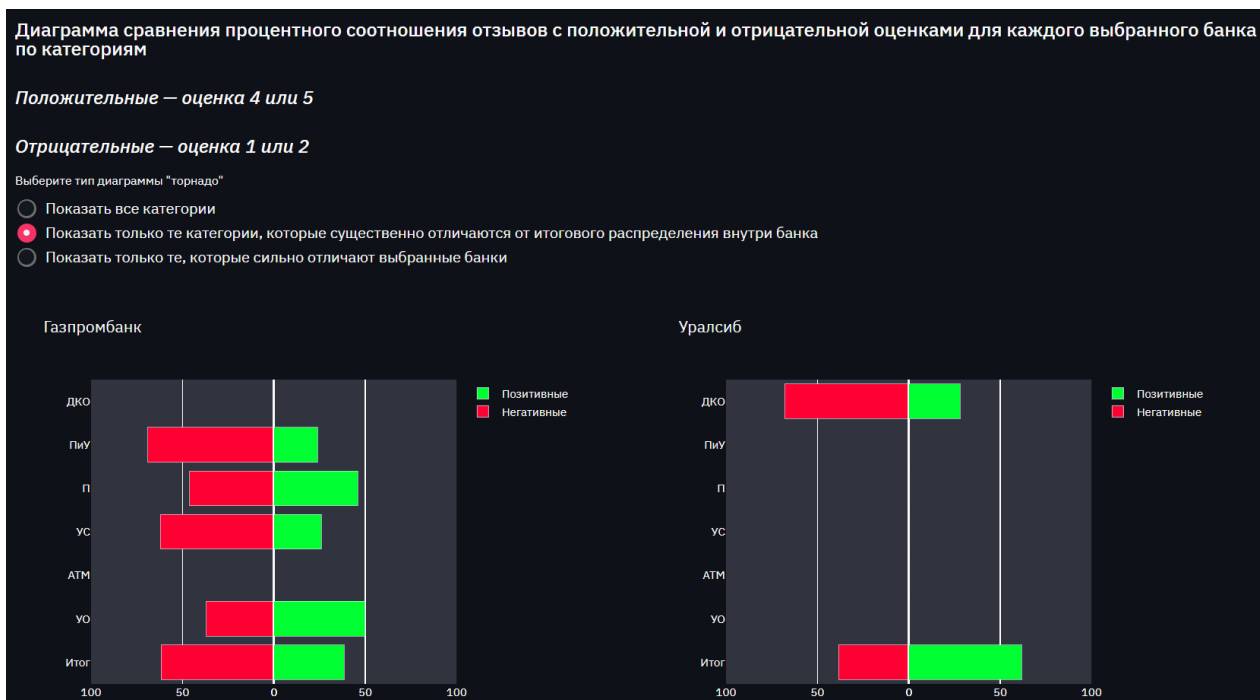 Диаграмма сравнения процентного соотношения отзывов с положительной и отрицательной оценками для каждого выбранного банка
по категориям
Положительные — оценка 4 или 5
Отрицательные — оценка 1 или 2
Выберите тип диаграммы "торнадо"
Показать все категории
Показать только те категории, которые существенно отличаются от итогового распределения внутри банка
Показать только те, которые сильно отличают выбранные банки
Газпромбанк
ДКО
ПиУ
П
УС
АТМ
УО
Итог
100 50 0 50 100
Позитивные
Негативные
Уралсиб
ДКО
ПиУ
П
УС
АТМ
УО
Итог
100 50 0 50 100
Позитивные
Негативные